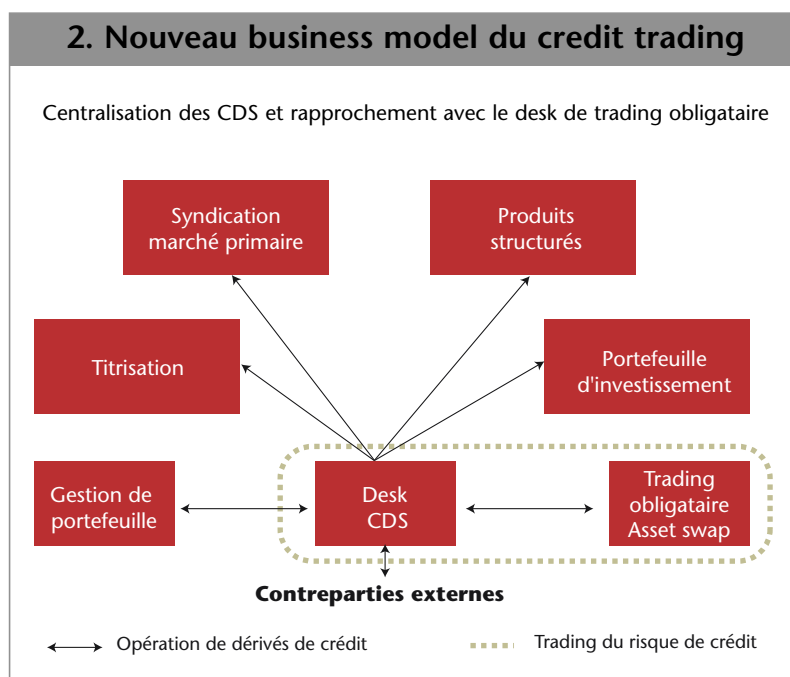 2. Nouveau business model du credit trading
Centralisation des CDS et rapprochement avec le desk de trading obligataire
Syndication
marché primaire
Produits
structurés
Titrisation
Portefeuille
d'investissement
Gestion de
portefeuille
Desk
CDS
Trading
obligataire
Asset swap
Contreparties externes
Opération de dérivés de crédit
Trading du risque de crédit